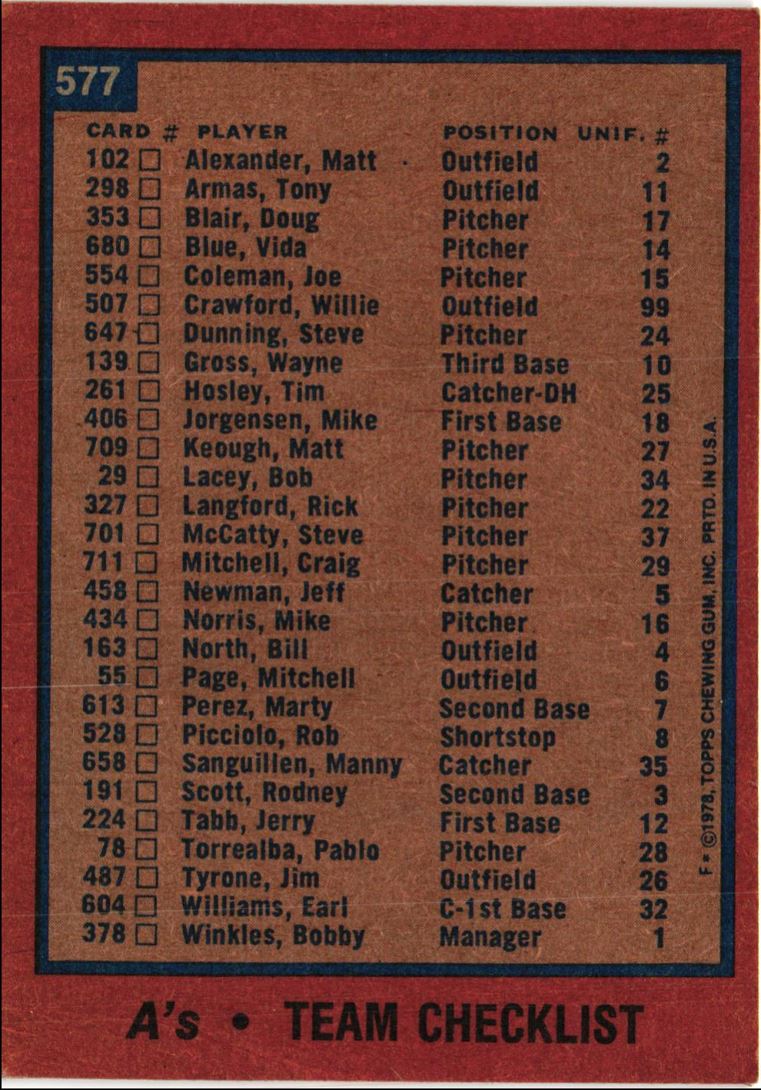 577
CARD # PLAYER POSITION UNIF. #
102 □ Alexander, Matt Outfield 2
298 □ Armas, Tony Outfield 11
353 □ Blair, Doug Pitcher 17
680 □ Blue, Vida Pitcher 14
554 □ Coleman, Joe Pitcher 15
507 □ Crawford, Willie Outfield 99
647 □ Dunning, Steve Pitcher 24
139 □ Gross, Wayne Third Base 10
261 □ Hosley, Tim Catcher-DH 25
406 □ Jorgensen, Mike First Base 18
709 □ Keough, Matt Pitcher 27
29 □ Lacey, Bob Pitcher 34
327 □ Langford, Rick Pitcher 22
701 □ McCatty, Steve Pitcher 37
711 □ Mitchell, Craig Pitcher 29
458 □ Newman, Jeff Catcher 5
434 □ Norris, Mike Pitcher 16
163 □ North, Bill Outfield 4
55 □ Page, Mitchell Outfield 6
613 □ Perez, Marty Second Base 7
528 □ Picciolo, Rob Shortstop 8
658 □ Sanguillen, Manny Catcher 35
191 □ Scott, Rodney Second Base 3
224 □ Tabb, Jerry First Base 12
78 □ Torrealba, Pablo Pitcher 28
487 □ Tyrone, Jim Outfield 26
604 □ Williams, Earl C-1st Base 32
378 □ Winkles, Bobby Manager 1
F* ©1978, TOPPS CHEWING GUM, INC. PRTD. IN U.S.A.
A's • TEAM CHECKLIST